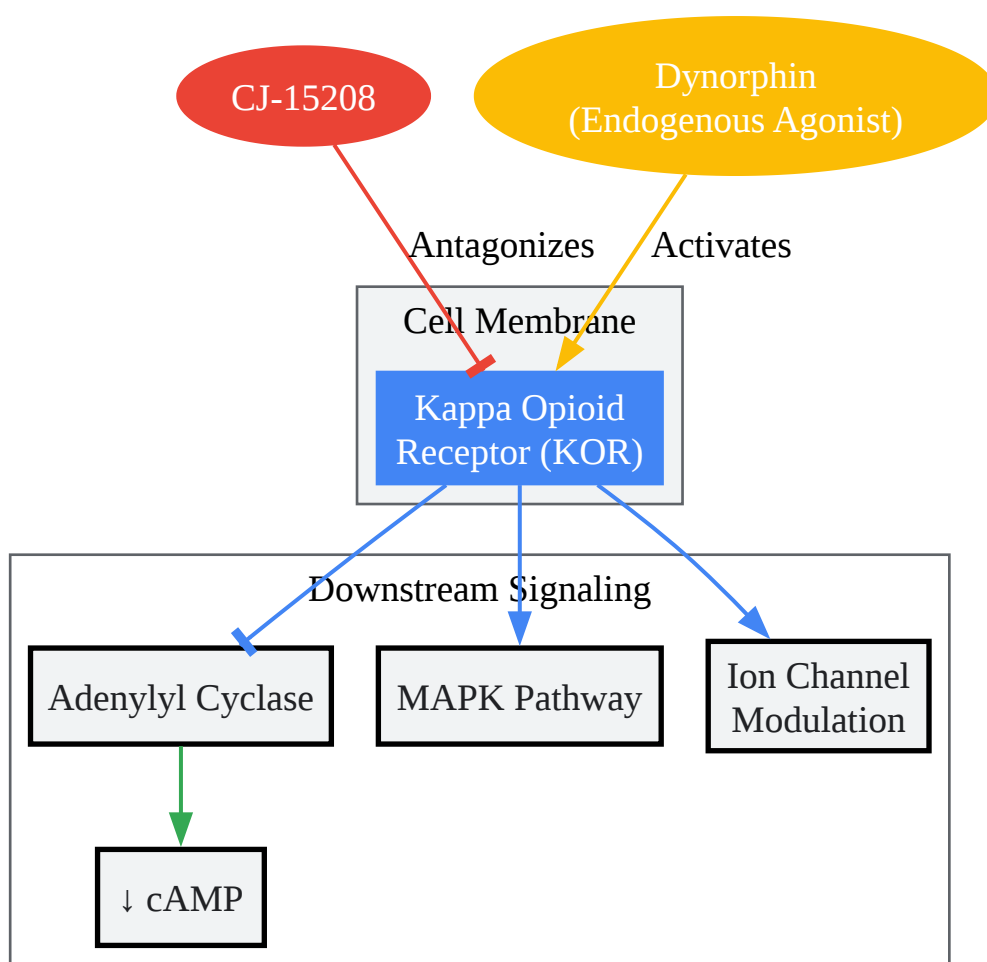 CJ-15208
Dynorphin
(Endogenous Agonist)
Antagonizes
Activates
Cell Membrane
Kappa Opioid
Receptor (KOR)
Downstream Signaling
Adenylyl Cyclase
MAPK Pathway
Ion Channel
Modulation
↓ cAMP